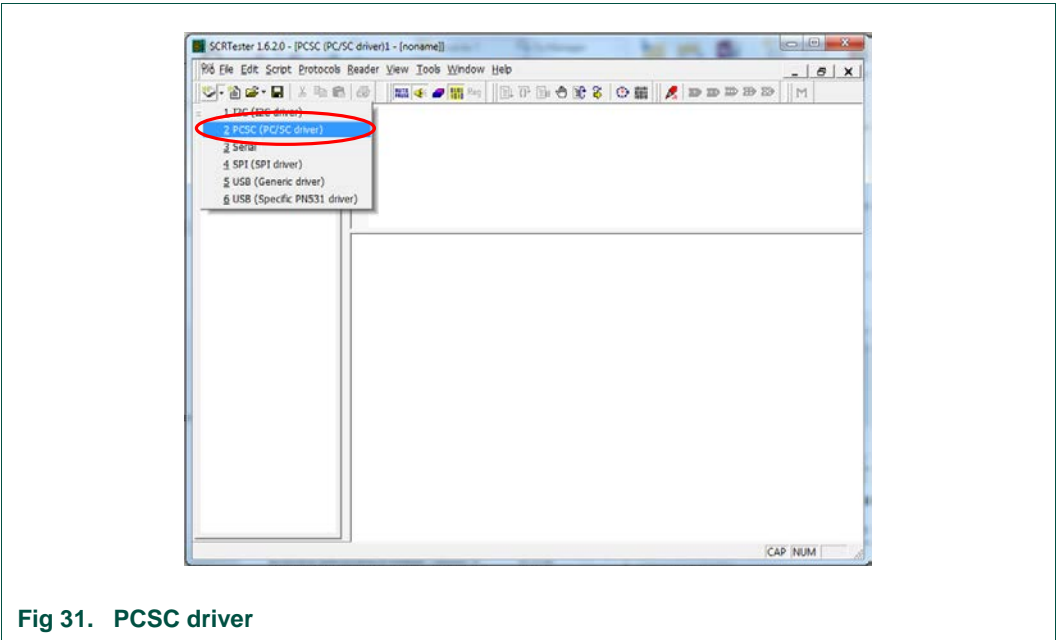 SCRTester 1.6.2.0 - [PCSC (PC/SC driver)1 - [noname]]
File Edit Script Protocols Reader View Tools Window Help
1 I2C (I2C driver)
2 PCSC (PC/SC driver)
3 Serial
4 SPI (SPI driver)
5 USB (Generic driver)
6 USB (Specific PN531 driver)
CAP NUM
Fig 31. PCSC driver